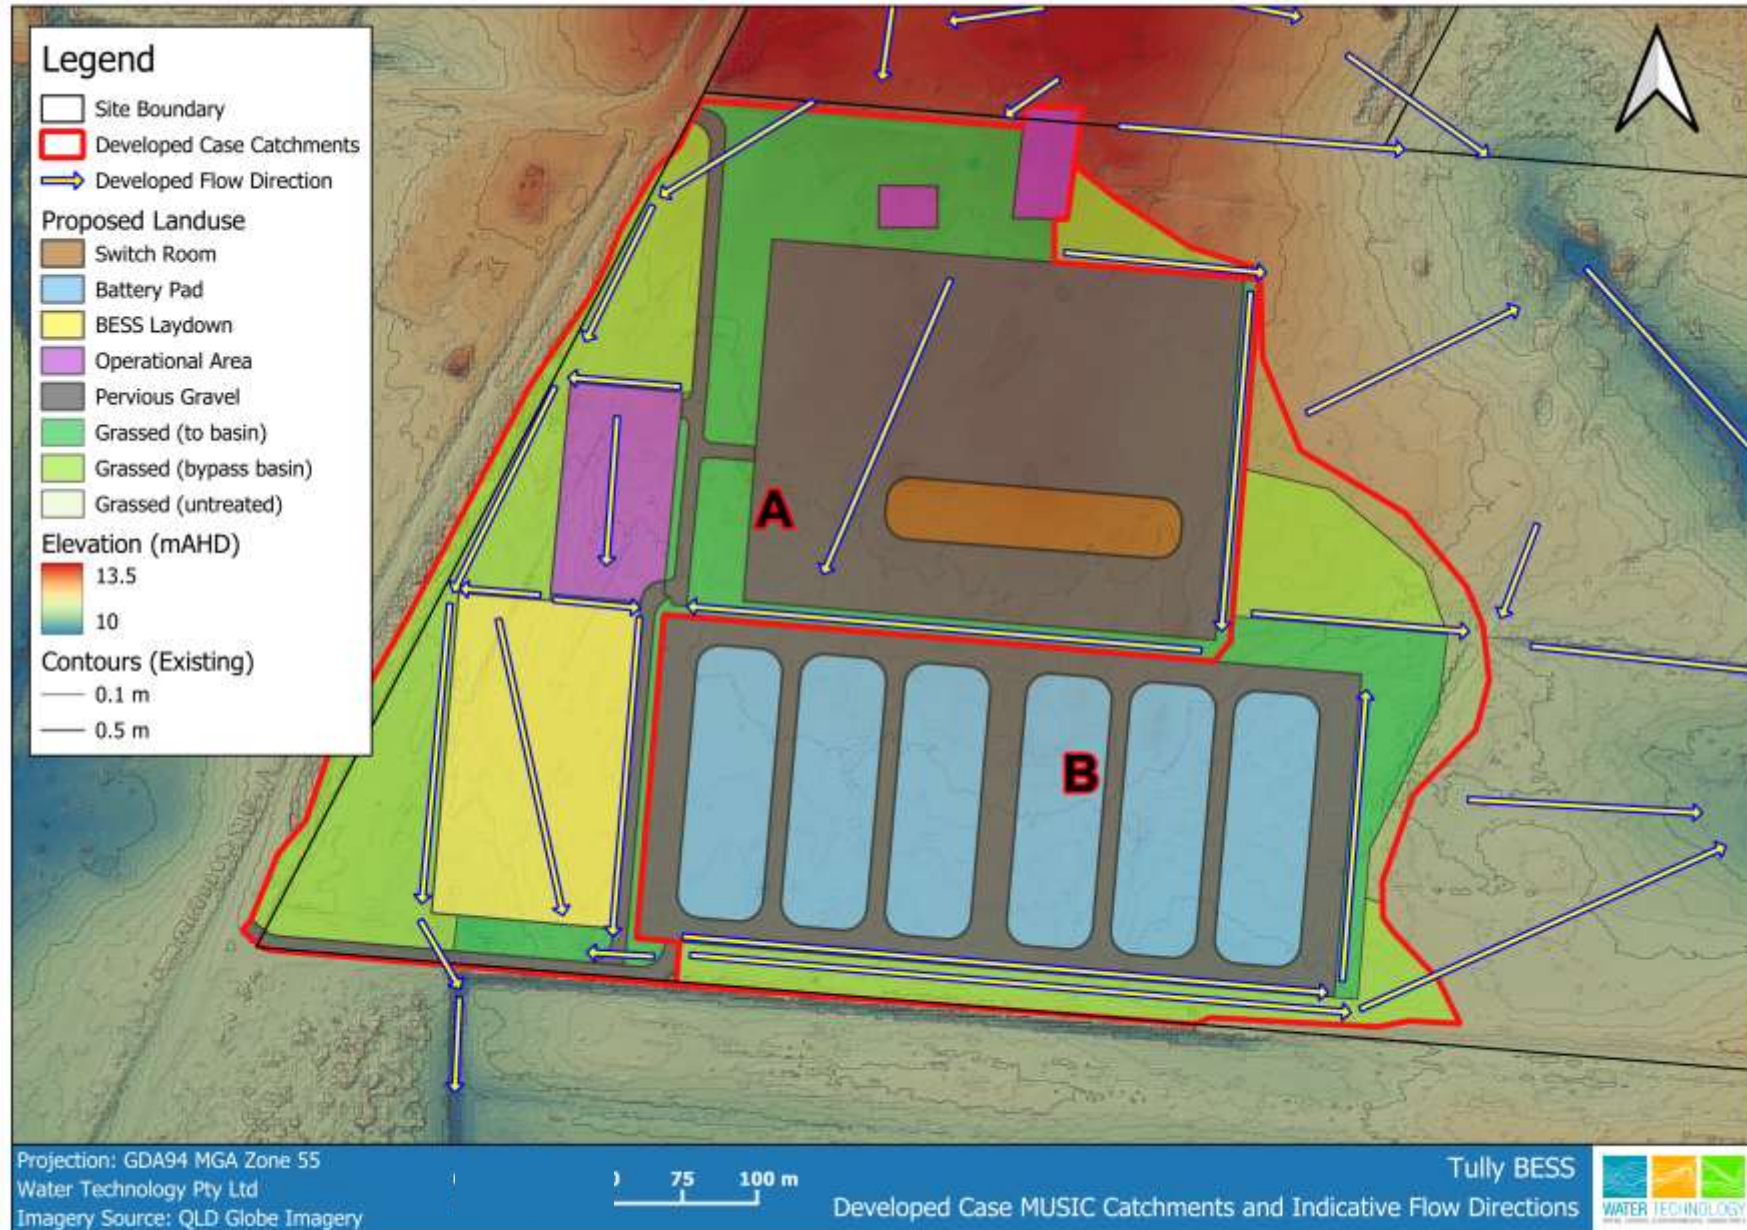 Legend
Site Boundary
Developed Case Catchments
Developed Flow Direction
Proposed Landuse
Switch Room
Battery Pad
BESS Laydown
Operational Area
Pervious Gravel
Grassed (to basin)
Grassed (bypass basin)
Grassed (untreated)
Elevation (mAHD)
13.5
10
Contours (Existing)
0.1 m
0.5 m
A
B
Projection: GDA94 MGA Zone 55
Water Technology Pty Ltd
Imagery Source: QLD Globe Imagery
75 100 m
Tully BESS
Developed Case MUSIC Catchments and Indicative Flow Directions
WATER TECHNOLOGY